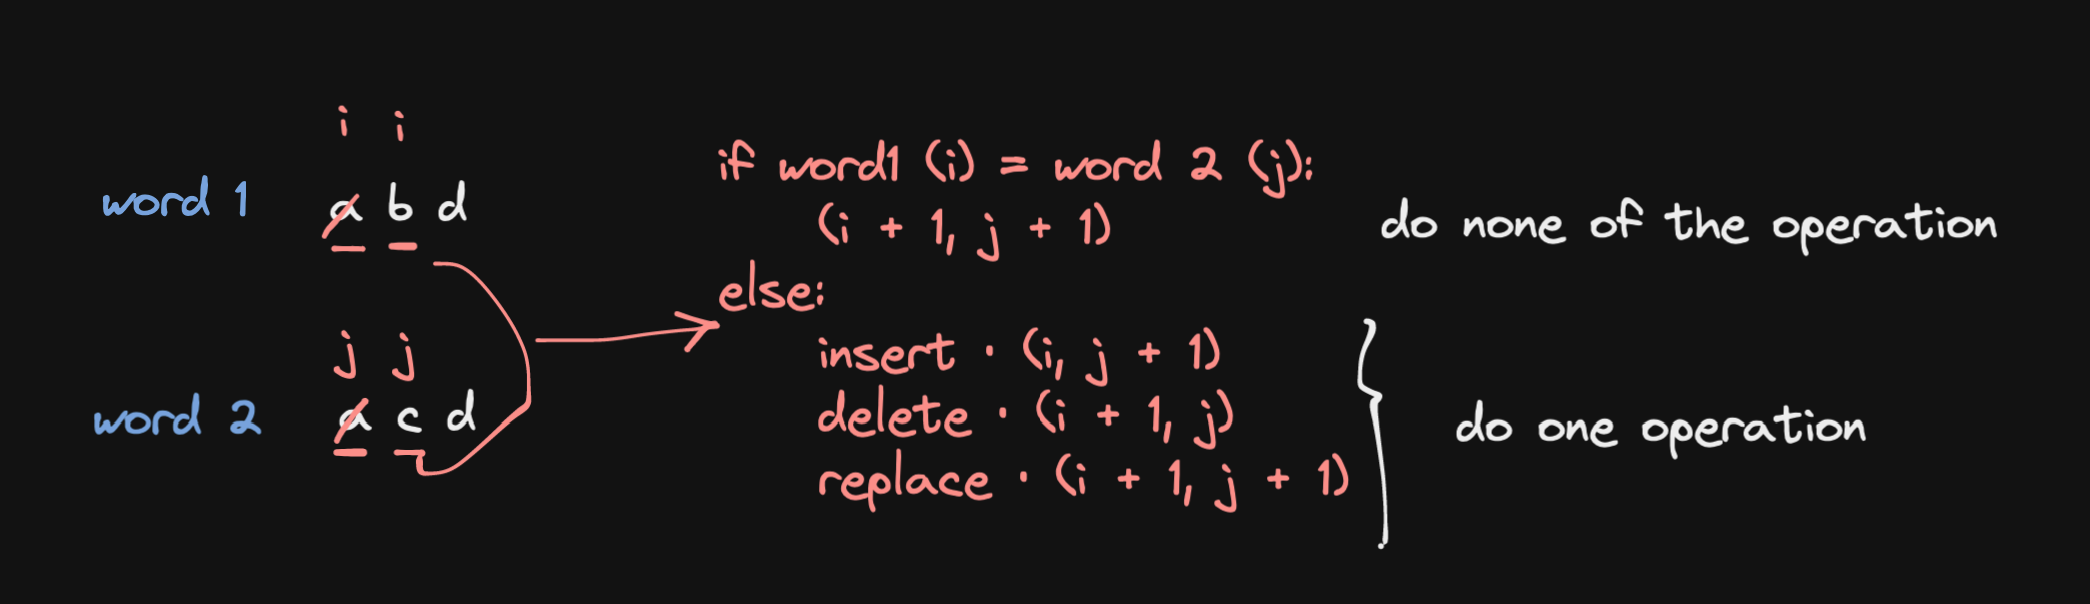 i i
word 1 a b d
j j
word 2 a c d
if word1 (i) = word 2 (j):
(i + 1, j + 1)
do none of the operation
else:
insert · (i, j + 1)
delete · (i + 1, j)
replace · (i + 1, j + 1)
do one operation